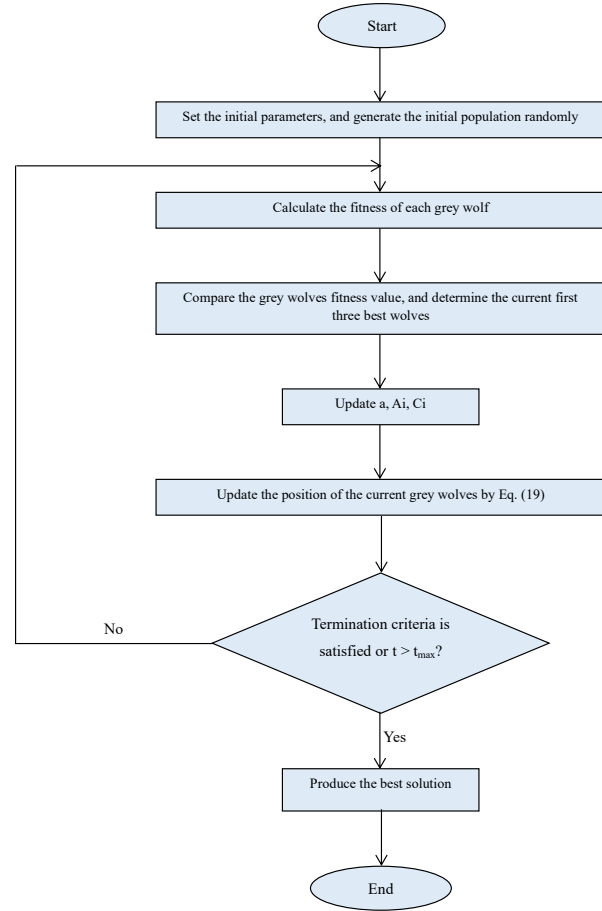 Start
Set the initial parameters, and generate the initial population randomly
Calculate the fitness of each grey wolf
Compare the grey wolves fitness value, and determine the current first
three best wolves
Update a, Ai, Ci
Update the position of the current grey wolves by Eq. (19)
Termination criteria is
satisfied or t > tmax?
No
Yes
Produce the best solution
End